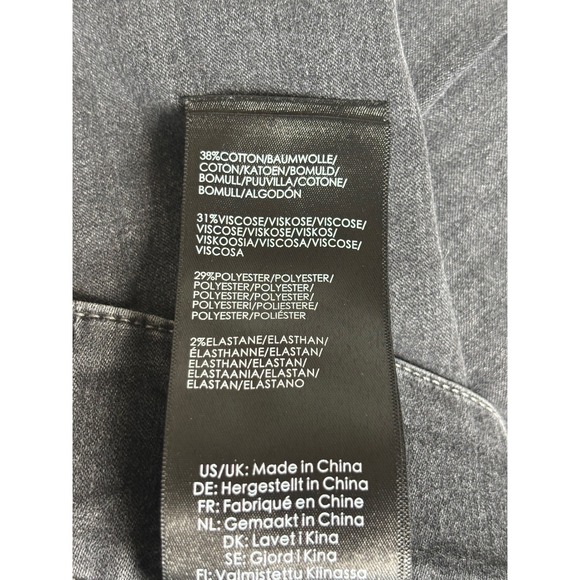 38%COTTON/BAUMWOLLE/
COTON/KATOEN/BOMULD/
BOMULL/PUUVILLA/COTONE/
BOMULL/ALGODÓN
31%VISCOSE/VISKOSE/VISCOSE/
VISCOSE/VISKOSE/VISKOS/
VISKOOSIA/VISCOSA/VISCOSE/
VISCOSA
29%POLYESTER/POLYESTER/
POLYESTER/POLYESTER/
POLYESTER/POLYESTER/
POLYESTERI/POLIESTERE/
POLYESTER/POLIÉSTER
2%ELASTANE/ELASTHAN/
ÉLASTHANNE/ELASTAN/
ELASTHAN/ELASTAN/
ELASTAANIA/ELASTAN/
ELASTAN/ELASTANO
US/UK: Made in China
DE: Hergestellt in China
FR: Fabriqué en Chine
NL: Gemaakt in China
DK: Lavet i Kina
SE: Gjord i Kina
FI: Valmistettu Kiinassa